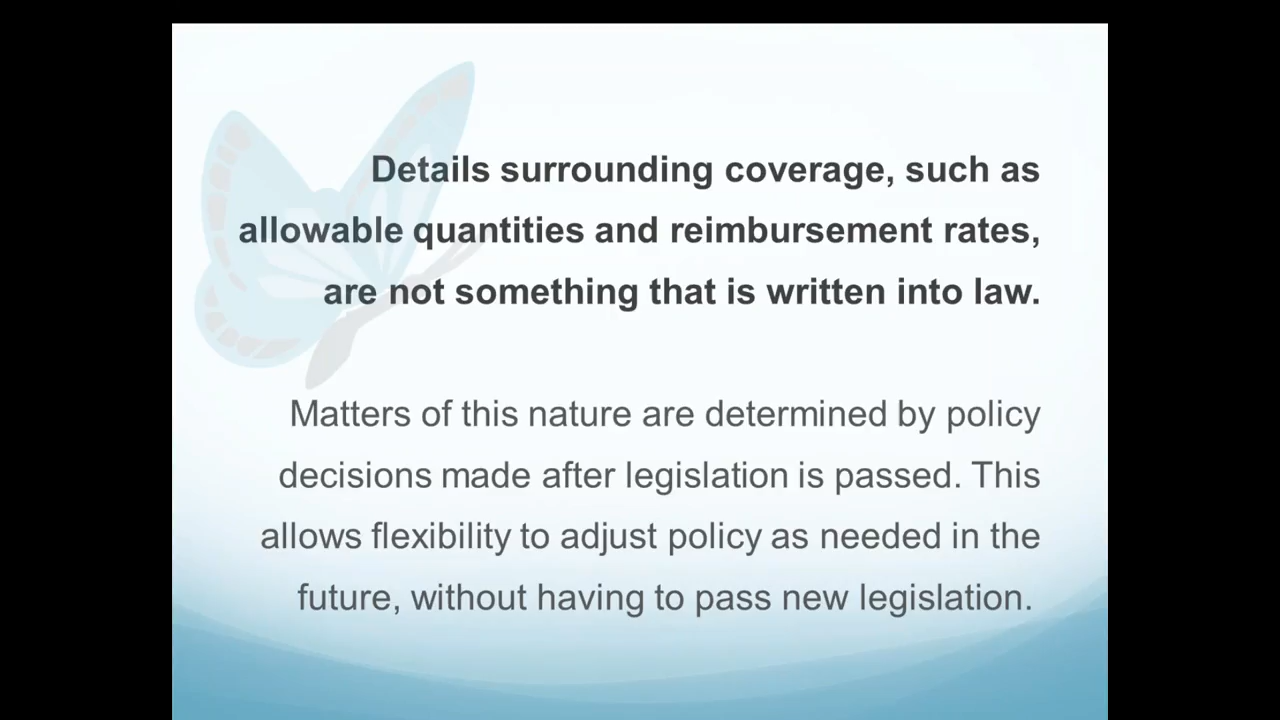 Details surrounding coverage, such as
allowable quantities and reimbursement rates,
are not something that is written into law.
Matters of this nature are determined by policy
decisions made after legislation is passed. This
allows flexibility to adjust policy as needed in the
future, without having to pass new legislation.